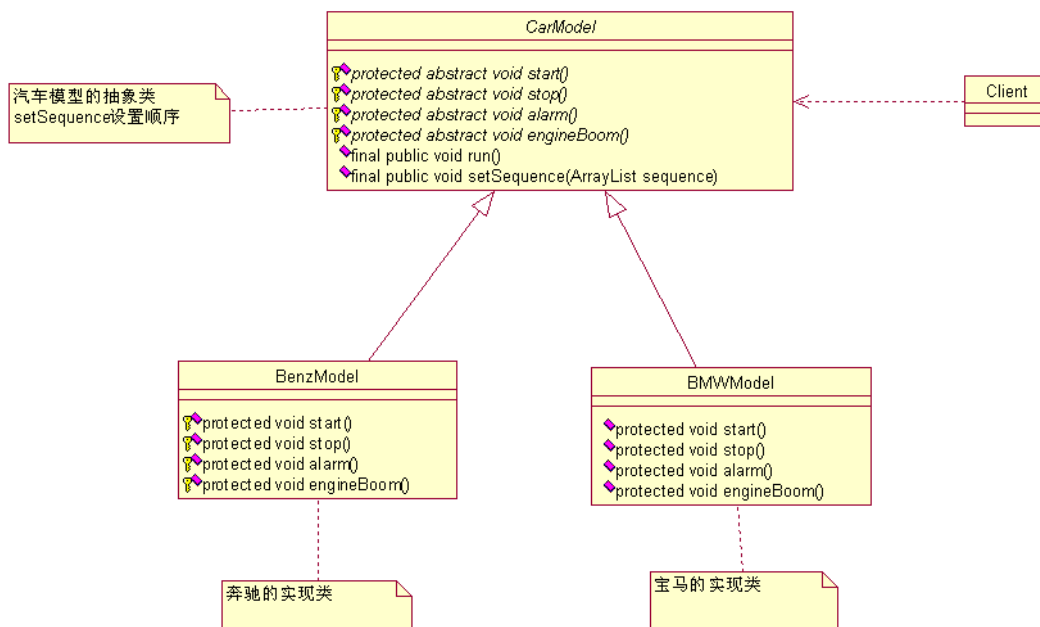 CarModel
protected abstract void start()
protected abstract void stop()
protected abstract void alarm()
protected abstract void engineBoom()
final public void run()
final public void setSequence(ArrayList sequence)
汽车模型的抽象类
setSequence设置顺序
Client
BenzModel
protected void start()
protected void stop()
protected void alarm()
protected void engineBoom()
BMWModel
protected void start()
protected void stop()
protected void alarm()
protected void engineBoom()
奔驰的实现类
宝马的实现类